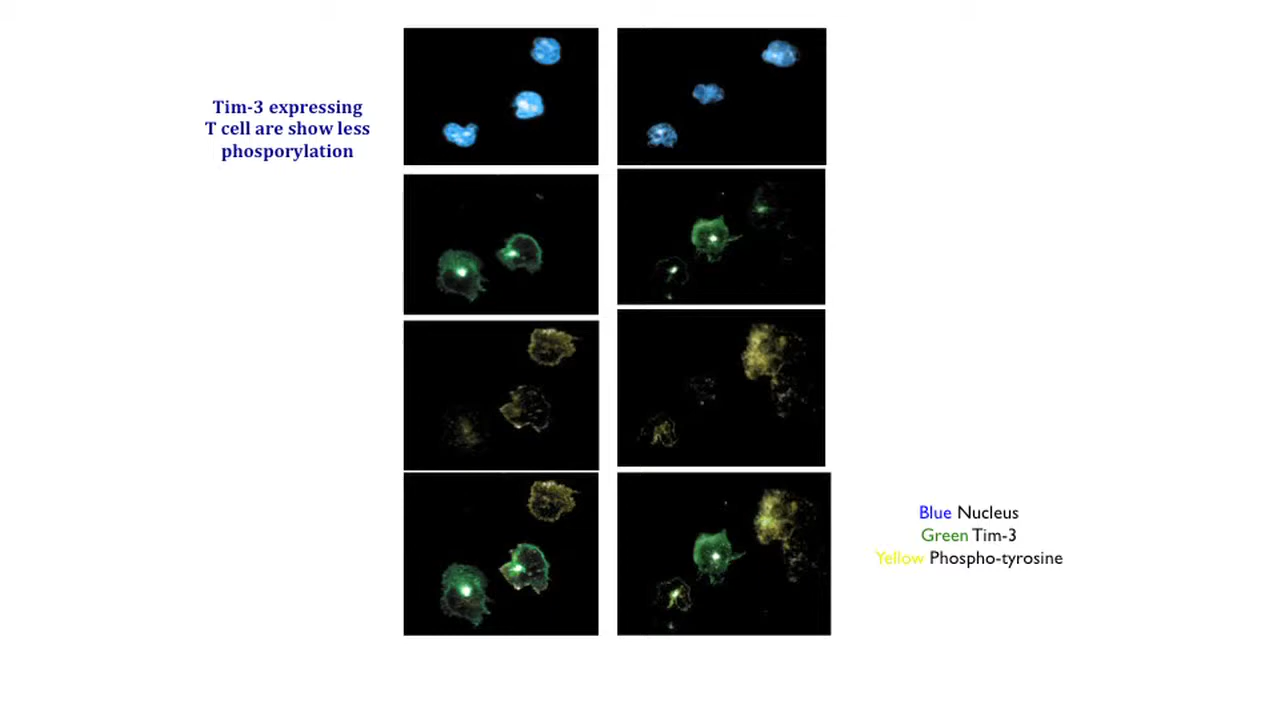 Tim-3 expressing
T cell are show less
phosporylation
Blue Nucleus
Green Tim-3
Yellow Phospho-tyrosine